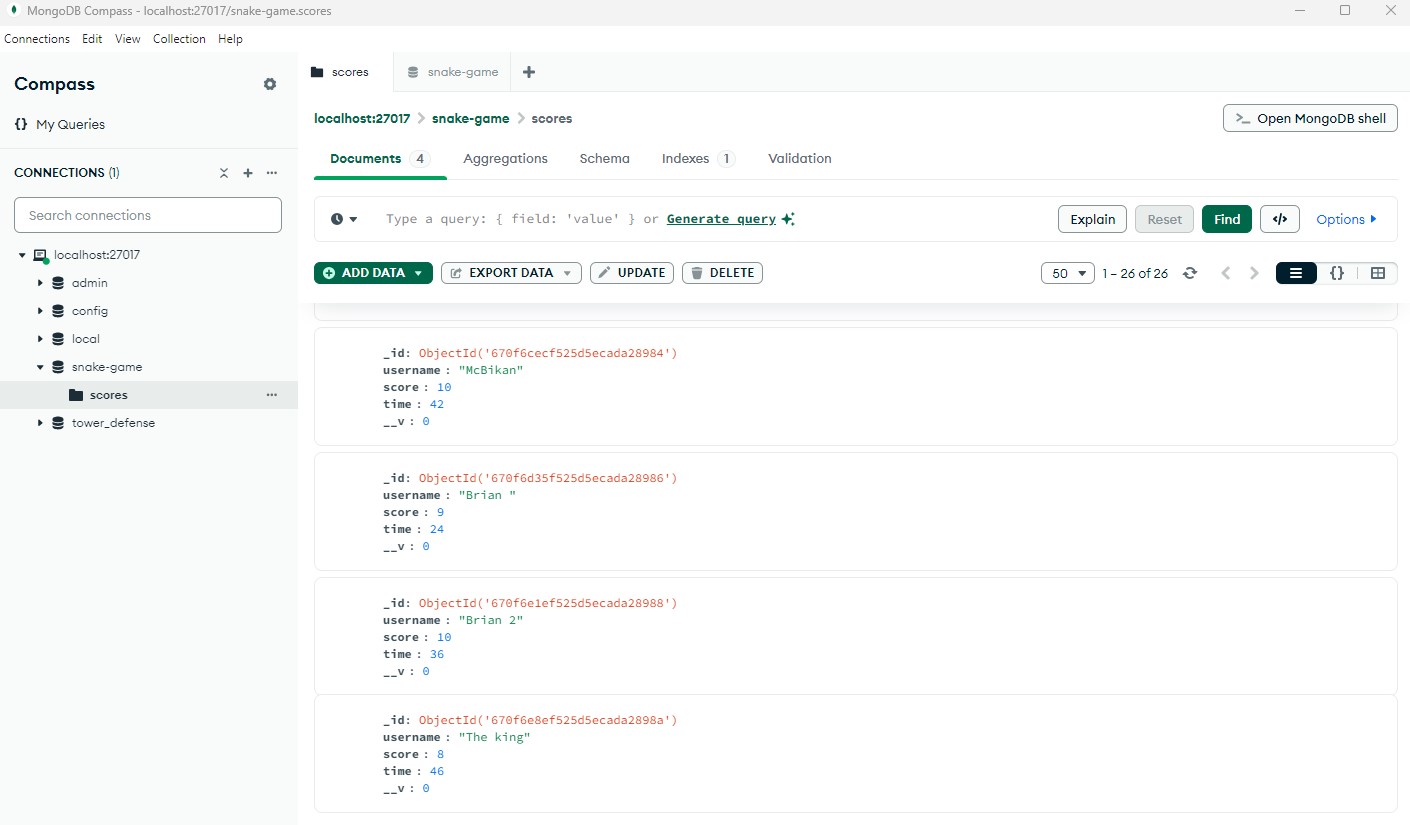 MongoDB Compass - localhost:27017/snake-game.scores
Connections Edit View Collection Help
Compass
{} My Queries
CONNECTIONS (1)
Search connections
localhost:27017
admin
config
local
snake-game
scores
tower_defense
scores
snake-game
localhost:27017 > snake-game > scores
>_ Open MongoDB shell
Documents 4 Aggregations Schema Indexes 1 Validation
Type a query: { field: 'value' } or Generate query
Explain Reset Find </> Options
ADD DATA EXPORT DATA UPDATE DELETE
50 1 – 26 of 26 {}
_id: ObjectId('670f6cecf525d5ecada28984')
username : "McBikan"
score : 10
time : 42
__v : 0
_id: ObjectId('670f6d35f525d5ecada28986')
username : "Brian "
score : 9
time : 24
__v : 0
_id: ObjectId('670f6e1ef525d5ecada28988')
username : "Brian 2"
score : 10
time : 36
__v : 0
_id: ObjectId('670f6e8ef525d5ecada2898a')
username : "The king"
score : 8
time : 46
__v : 0